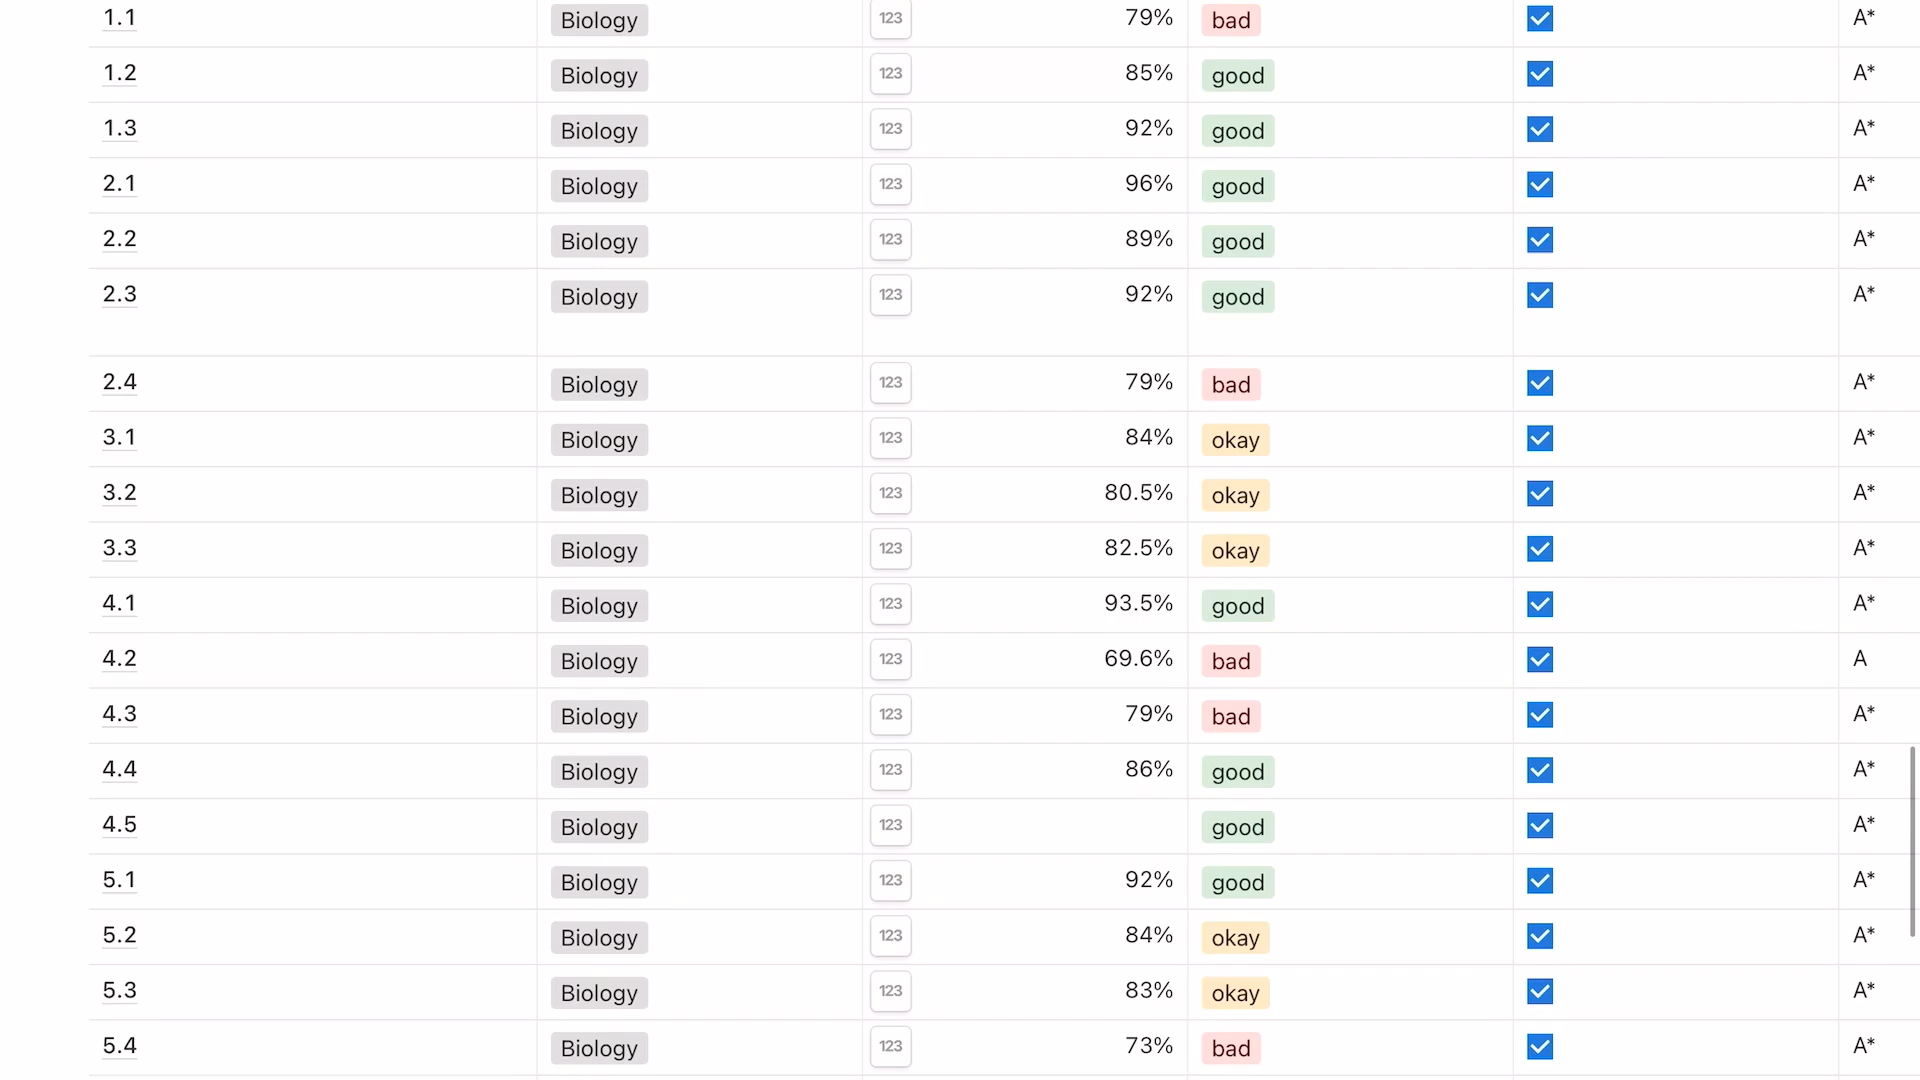 1.1 Biology 123 79% bad A*
1.2 Biology 123 85% good A*
1.3 Biology 123 92% good A*
2.1 Biology 123 96% good A*
2.2 Biology 123 89% good A*
2.3 Biology 123 92% good A*
2.4 Biology 123 79% bad A*
3.1 Biology 123 84% okay A*
3.2 Biology 123 80.5% okay A*
3.3 Biology 123 82.5% okay A*
4.1 Biology 123 93.5% good A*
4.2 Biology 123 69.6% bad A
4.3 Biology 123 79% bad A*
4.4 Biology 123 86% good A*
4.5 Biology 123 good A*
5.1 Biology 123 92% good A*
5.2 Biology 123 84% okay A*
5.3 Biology 123 83% okay A*
5.4 Biology 123 73% bad A*